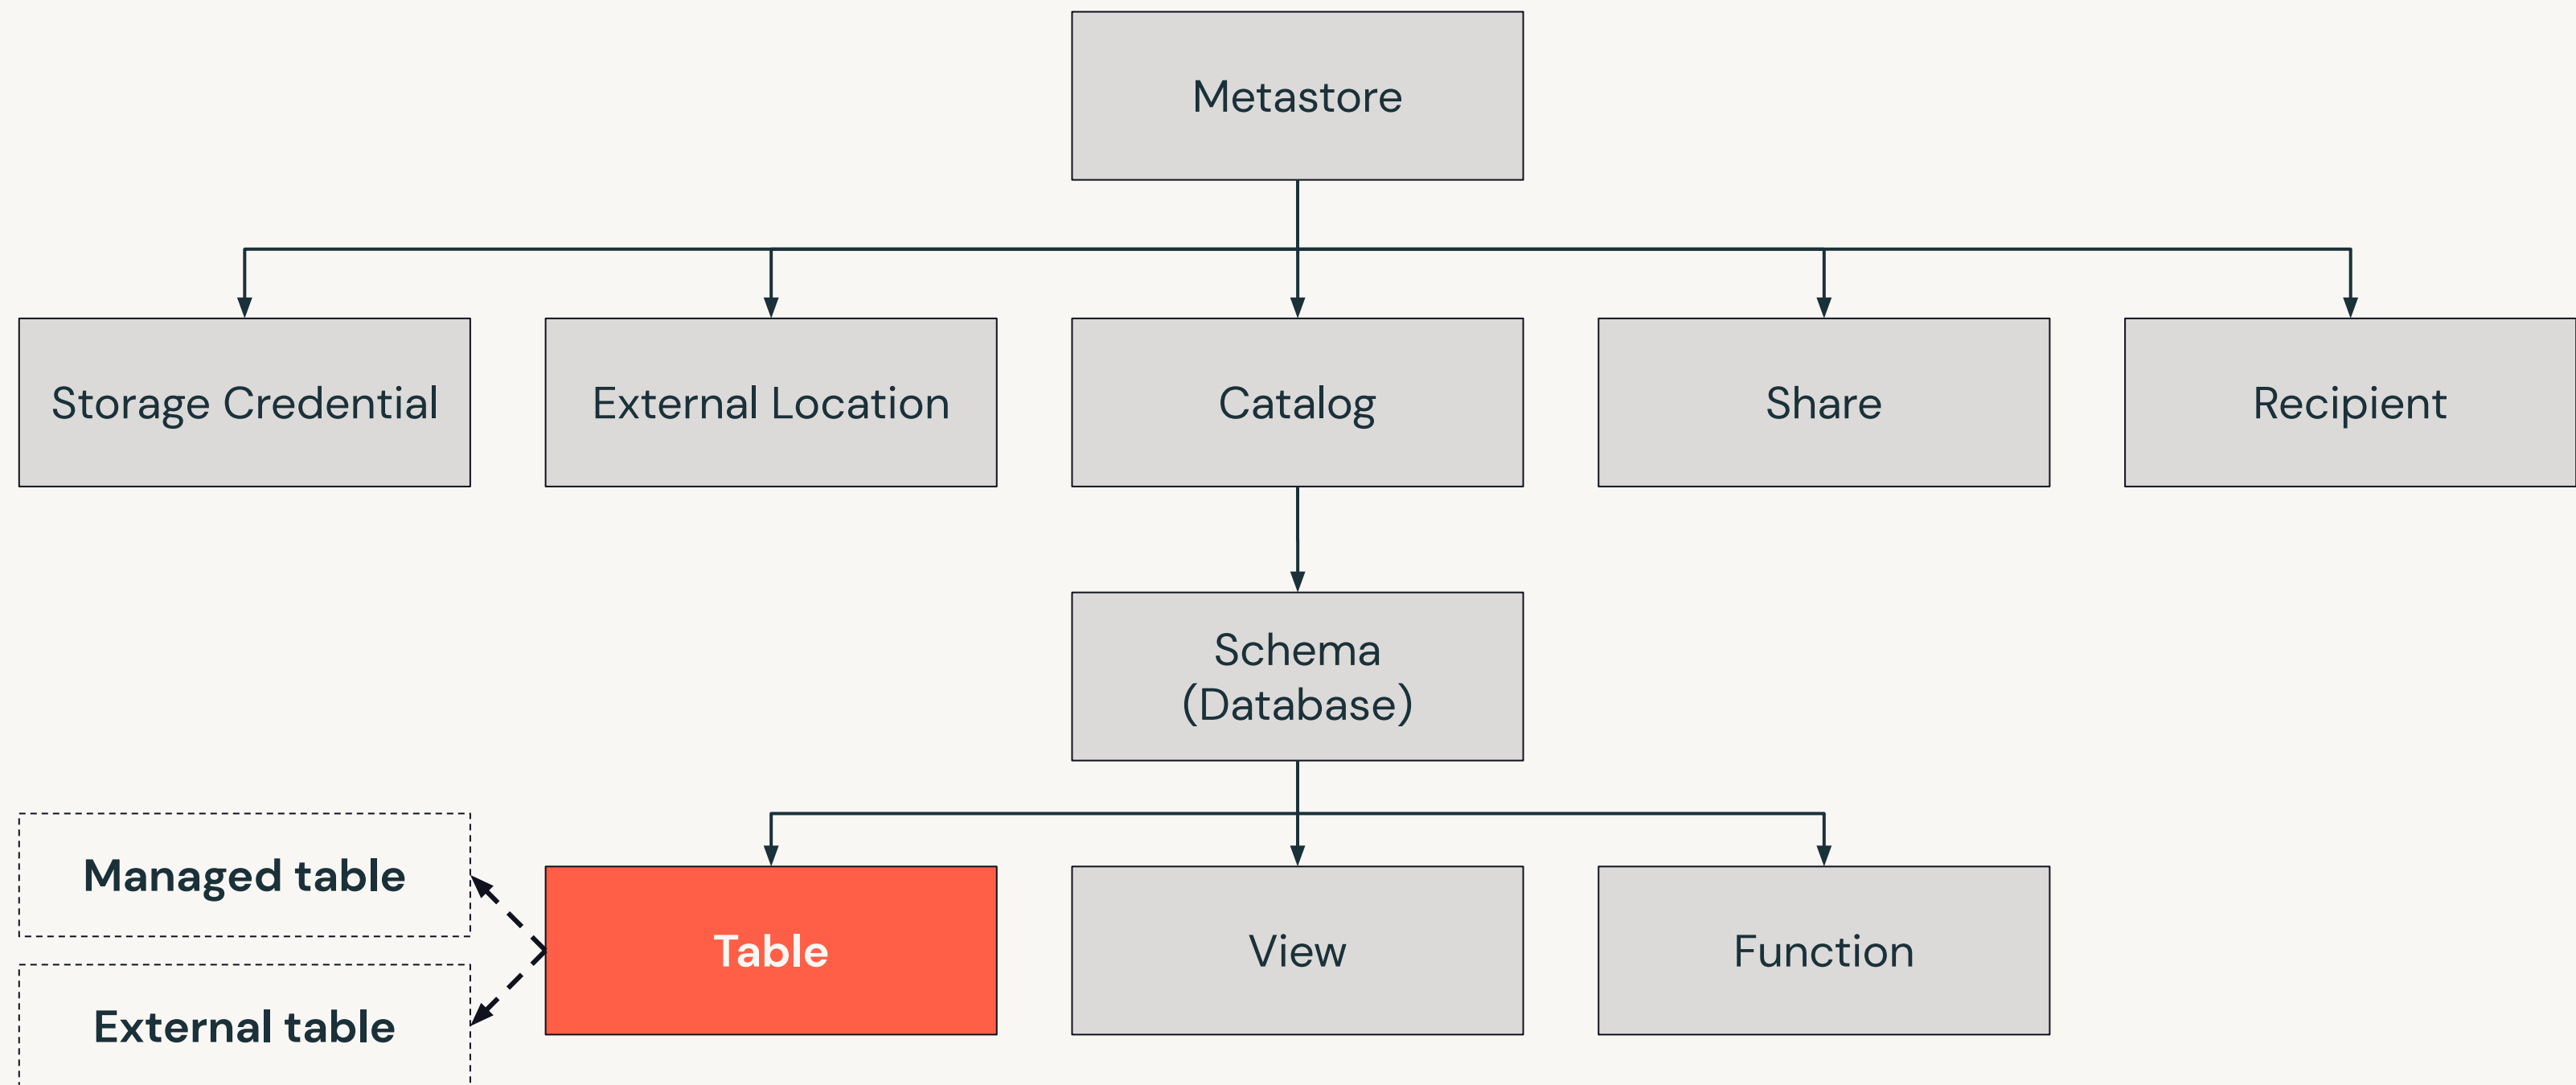 Metastore
Storage Credential
External Location
Catalog
Share
Recipient
Schema
(Database)
Managed table
External table
Table
View
Function